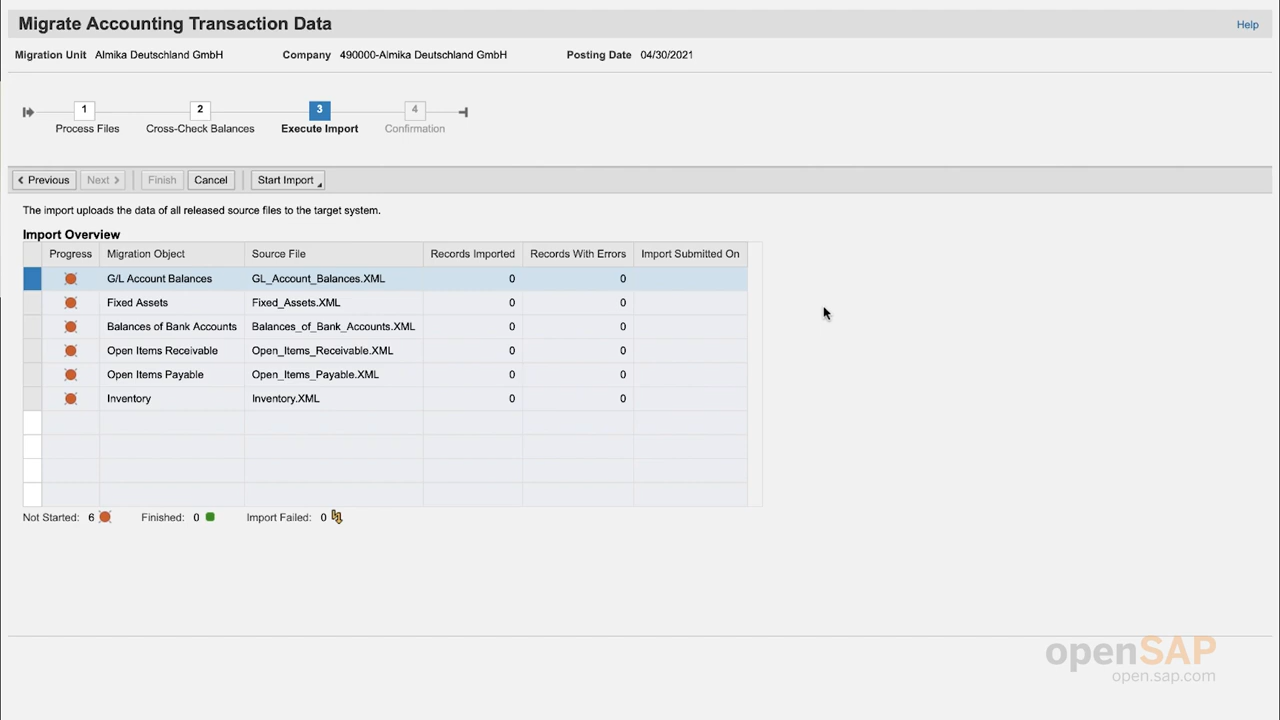 Migrate Accounting Transaction Data
Help
Migration Unit Almika Deutschland GmbH Company 490000-Almika Deutschland GmbH Posting Date 04/30/2021
1 2 3 4
Process Files Cross-Check Balances Execute Import Confirmation
Previous Next Finish Cancel Start Import
The import uploads the data of all released source files to the target system.
Import Overview
Progress Migration Object Source File Records Imported Records With Errors Import Submitted On
G/L Account Balances GL_Account_Balances.XML 0 0
Fixed Assets Fixed_Assets.XML 0 0
Balances of Bank Accounts Balances_of_Bank_Accounts.XML 0 0
Open Items Receivable Open_Items_Receivable.XML 0 0
Open Items Payable Open_Items_Payable.XML 0 0
Inventory Inventory.XML 0 0
Not Started: 6 Finished: 0 Import Failed: 0
openSAP
open.sap.com